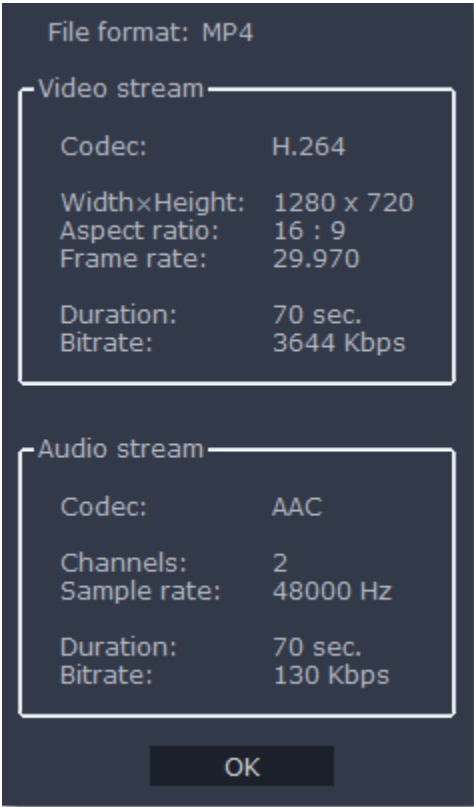 File format: MP4
Video stream
Codec: H.264
Width×Height: 1280 x 720
Aspect ratio: 16 : 9
Frame rate: 29.970
Duration: 70 sec.
Bitrate: 3644 Kbps
Audio stream
Codec: AAC
Channels: 2
Sample rate: 48000 Hz
Duration: 70 sec.
Bitrate: 130 Kbps
OK